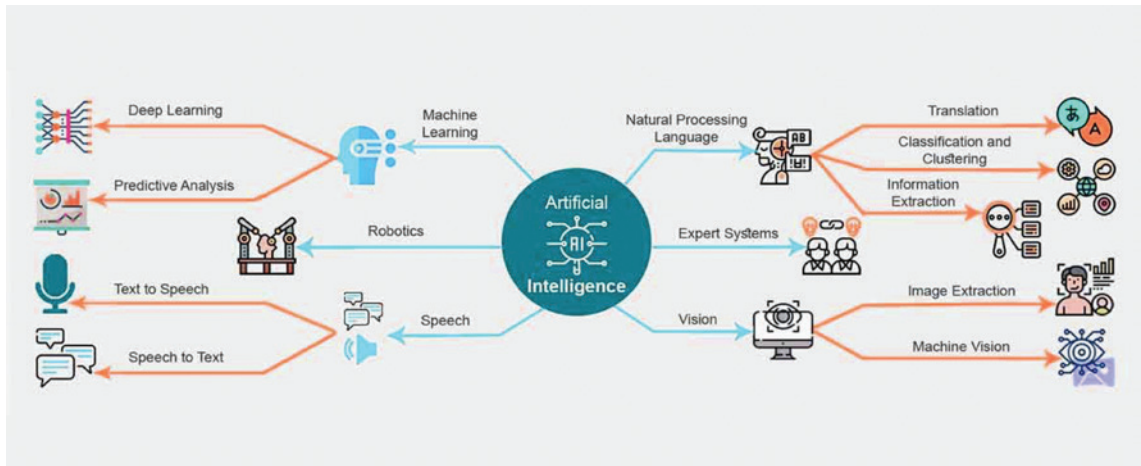 Deep Learning
Predictive Analysis
Machine
Learning
Robotics
Text to Speech
Speech to Text
Speech
Artificial
AI
Intelligence
Natural Processing
Language
AB
Translation
あ
A
Classification and
Clustering
Information
Extraction
Expert Systems
Vision
Image Extraction
Machine Vision